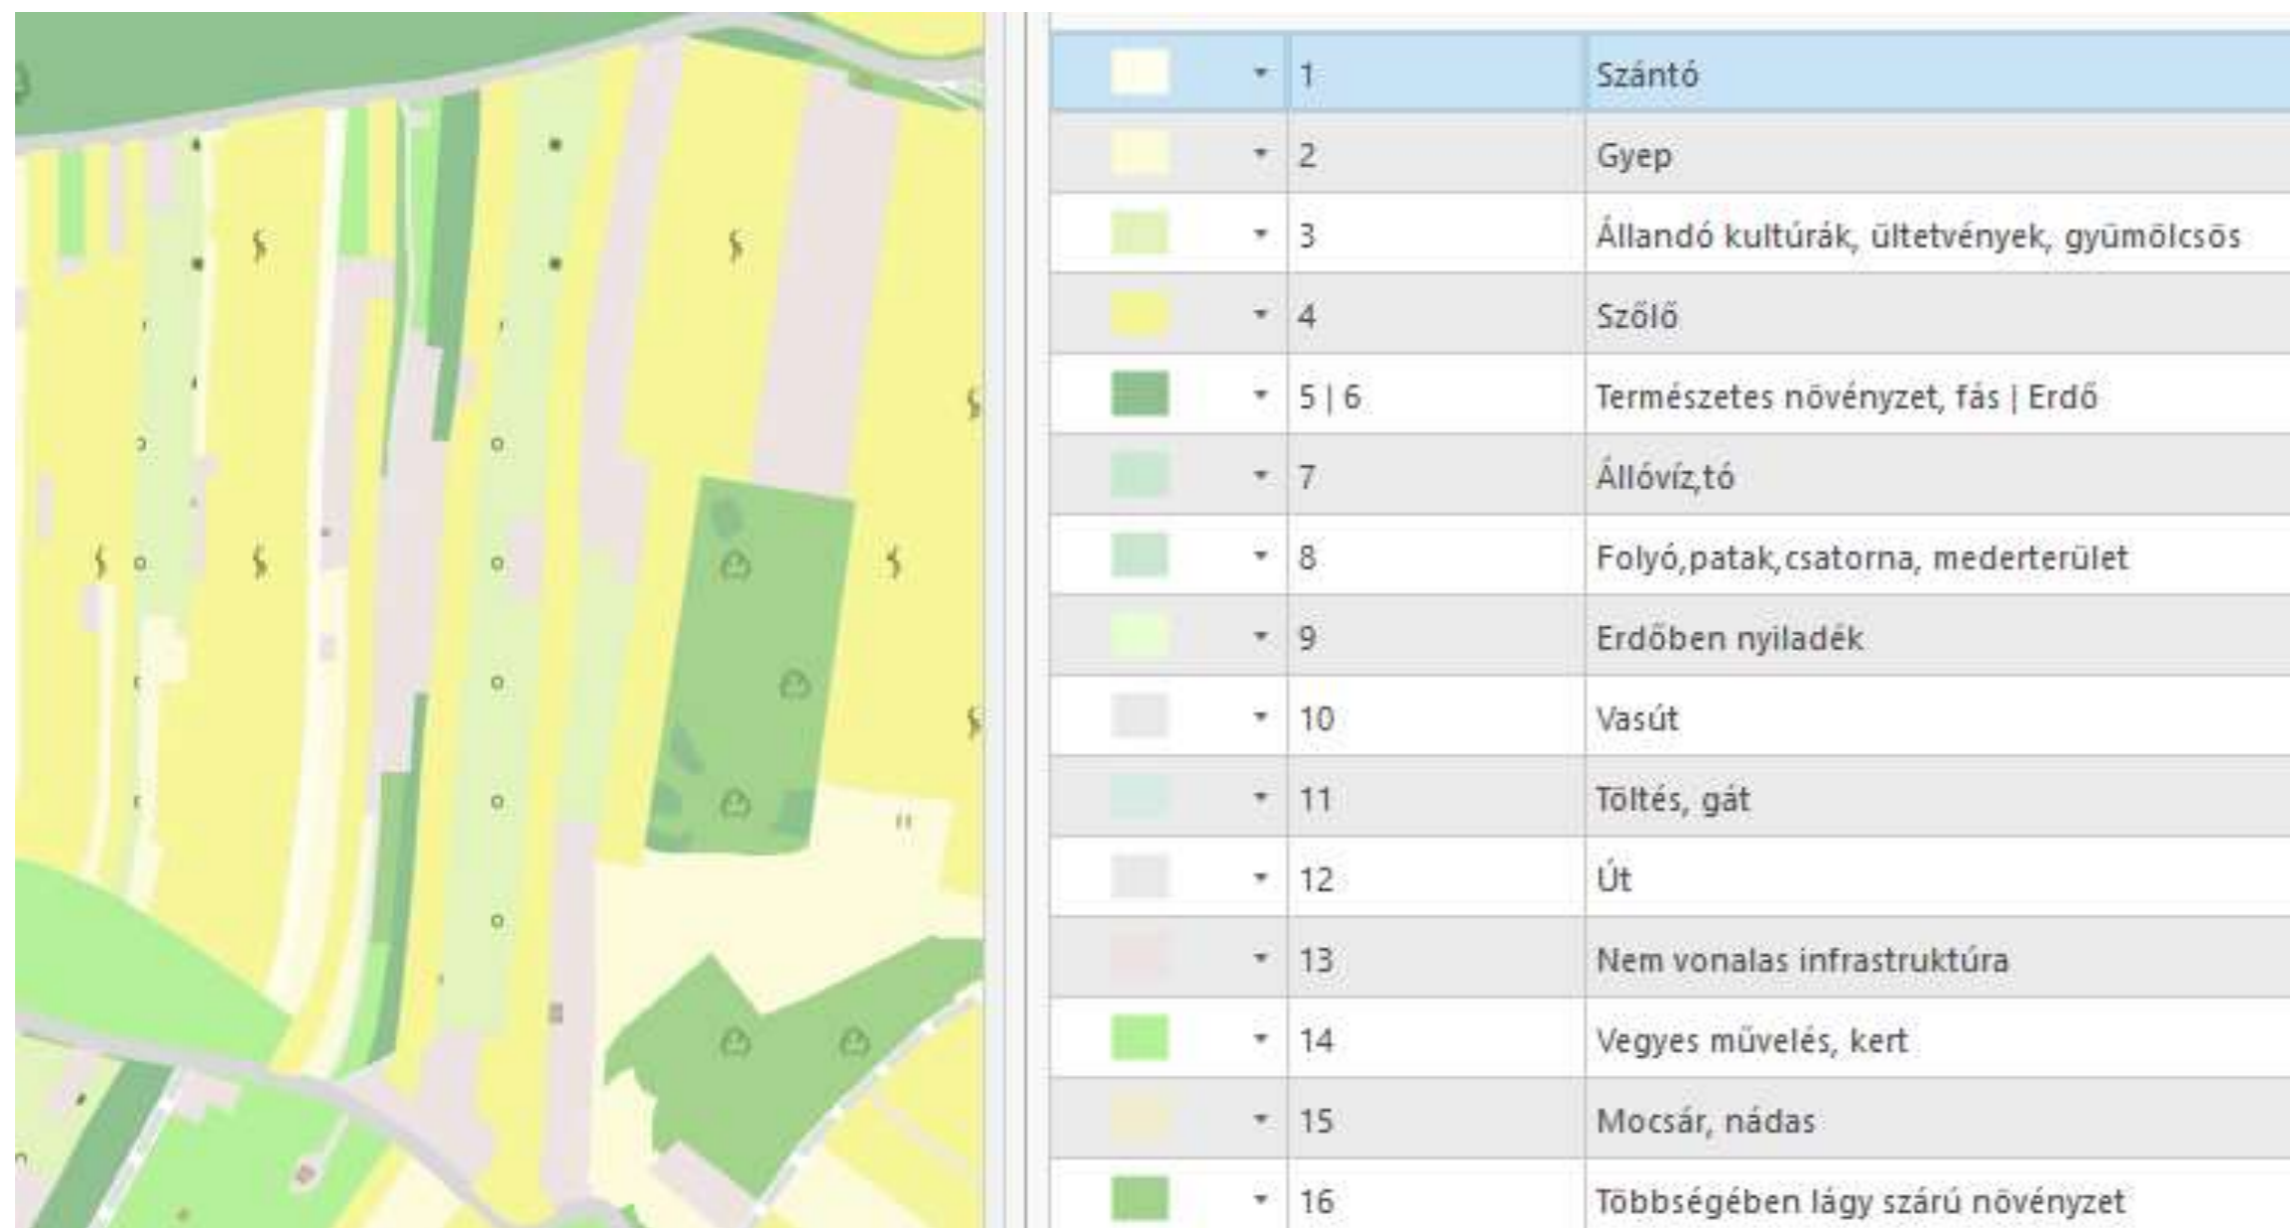 1 Szántó
2 Gyep
3 Állandó kultúrák, ültetvények, gyümölcsös
4 Szőlő
5 | 6 Természetes növényzet, fás | Erdő
7 Állóvíz,tó
8 Folyó,patak,csatorna, mederterület
9 Erdőben nyiladék
10 Vasút
11 Töltés, gát
12 Út
13 Nem vonalas infrastruktúra
14 Vegyes művelés, kert
15 Mocsár, nádas
16 Többségében lágy szárú növényzet